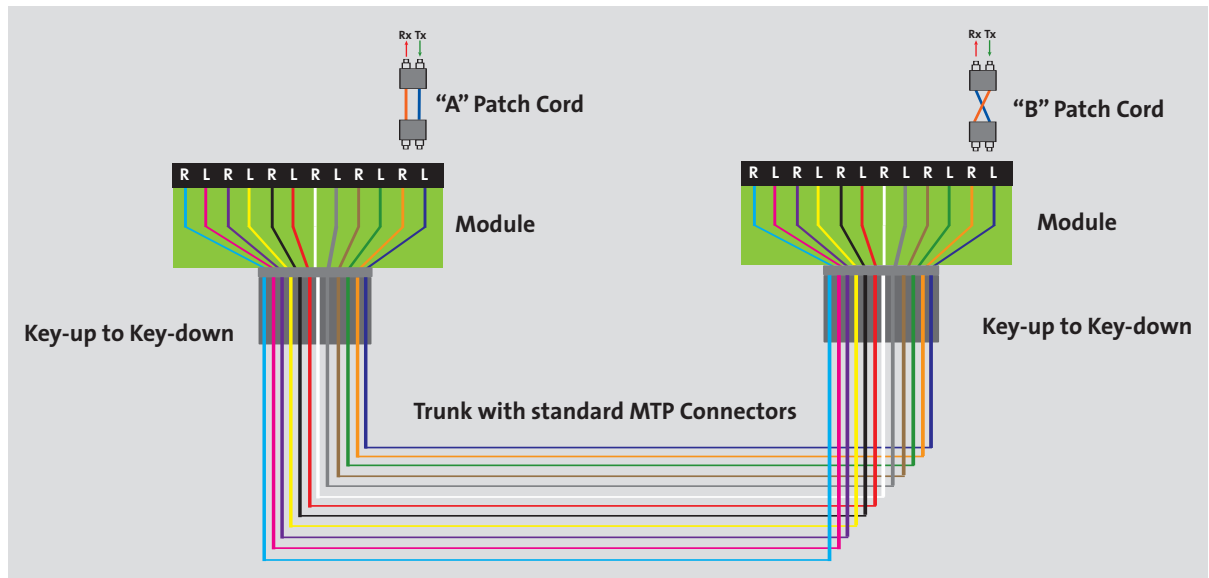 Rx Tx
Rx Tx
“A” Patch Cord
“B” Patch Cord
R L R L R L R L R L R L
R L R L R L R L R L R L
Module
Module
Key-up to Key-down
Key-up to Key-down
Trunk with standard MTP Connectors